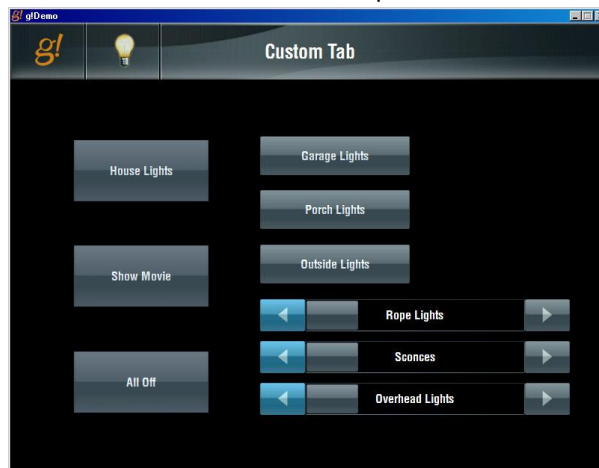 g! g!Demo
g!
Custom Tab
House Lights
Garage Lights
Porch Lights
Show Movie
Outside Lights
Rope Lights
Sconces
All Off
Overhead Lights